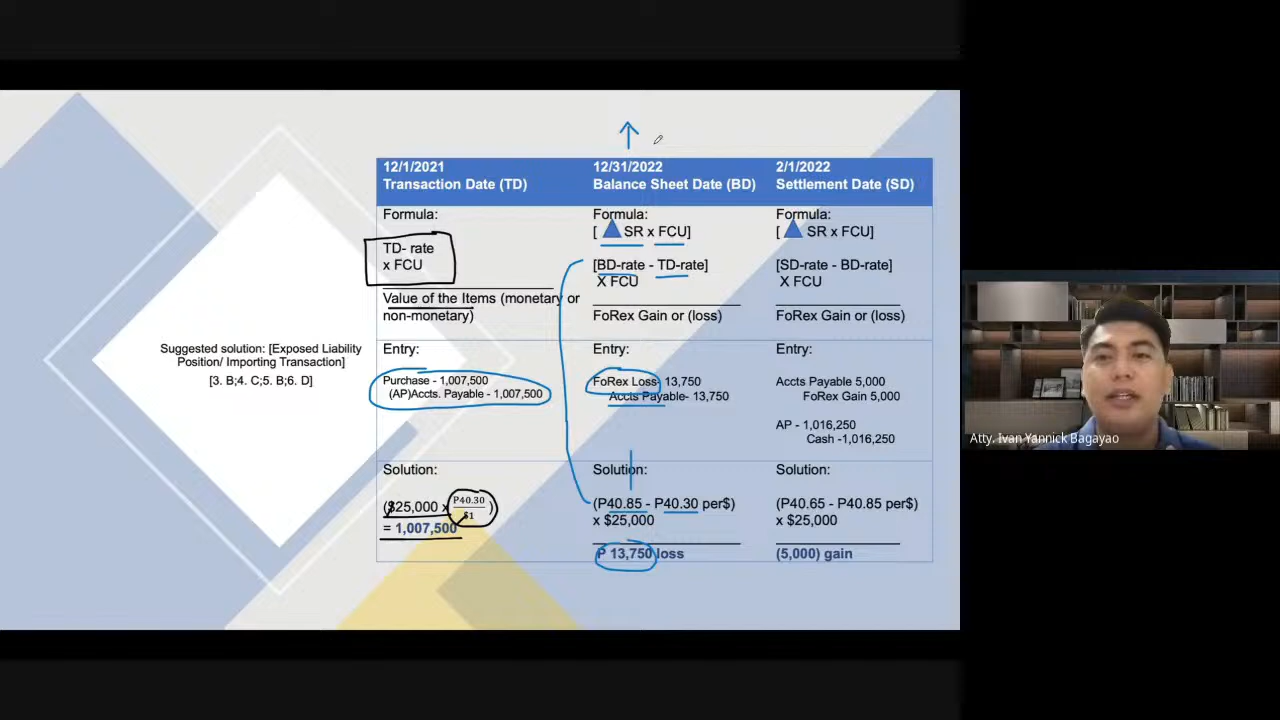 12/1/2021
Transaction Date (TD)
12/31/2022
Balance Sheet Date (BD)
2/1/2022
Settlement Date (SD)
Formula:
TD- rate
x FCU
Value of the Items (monetary or
non-monetary)
Formula:
[ SR x FCU]
[BD-rate - TD-rate]
X FCU
FoRex Gain or (loss)
Formula:
[ SR x FCU]
[SD-rate - BD-rate]
X FCU
FoRex Gain or (loss)
Suggested solution: [Exposed Liability
Position/ Importing Transaction]
[3. B;4. C;5. B;6. D]
Entry:
Purchase - 1,007,500
(AP)Accts. Payable - 1,007,500
Entry:
FoRex Loss- 13,750
Accts Payable- 13,750
Entry:
Accts Payable 5,000
FoRex Gain 5,000
AP - 1,016,250
Cash -1,016,250
Solution:
($25,000 x P40.30
$1 )
= 1,007,500
Solution:
(P40.85 - P40.30 per$)
x $25,000
P 13,750 loss
Solution:
(P40.65 - P40.85 per$)
x $25,000
(5,000) gain
Atty. Ivan Yannick Bagayao